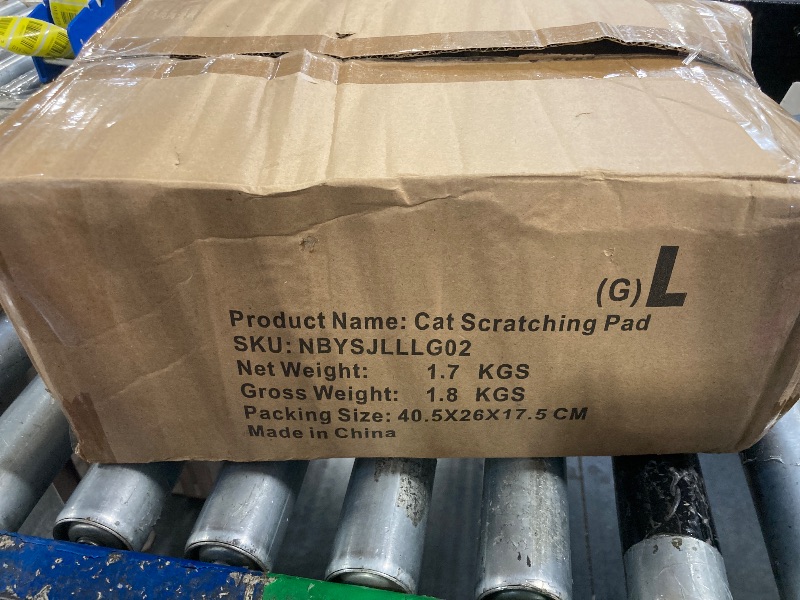 (G) L
Product Name: Cat Scratching Pad
SKU: NBYSJLLLG02
Net Weight: 1.7 KGS
Gross Weight: 1.8 KGS
Packing Size: 40.5X26X17.5 CM
Made in China